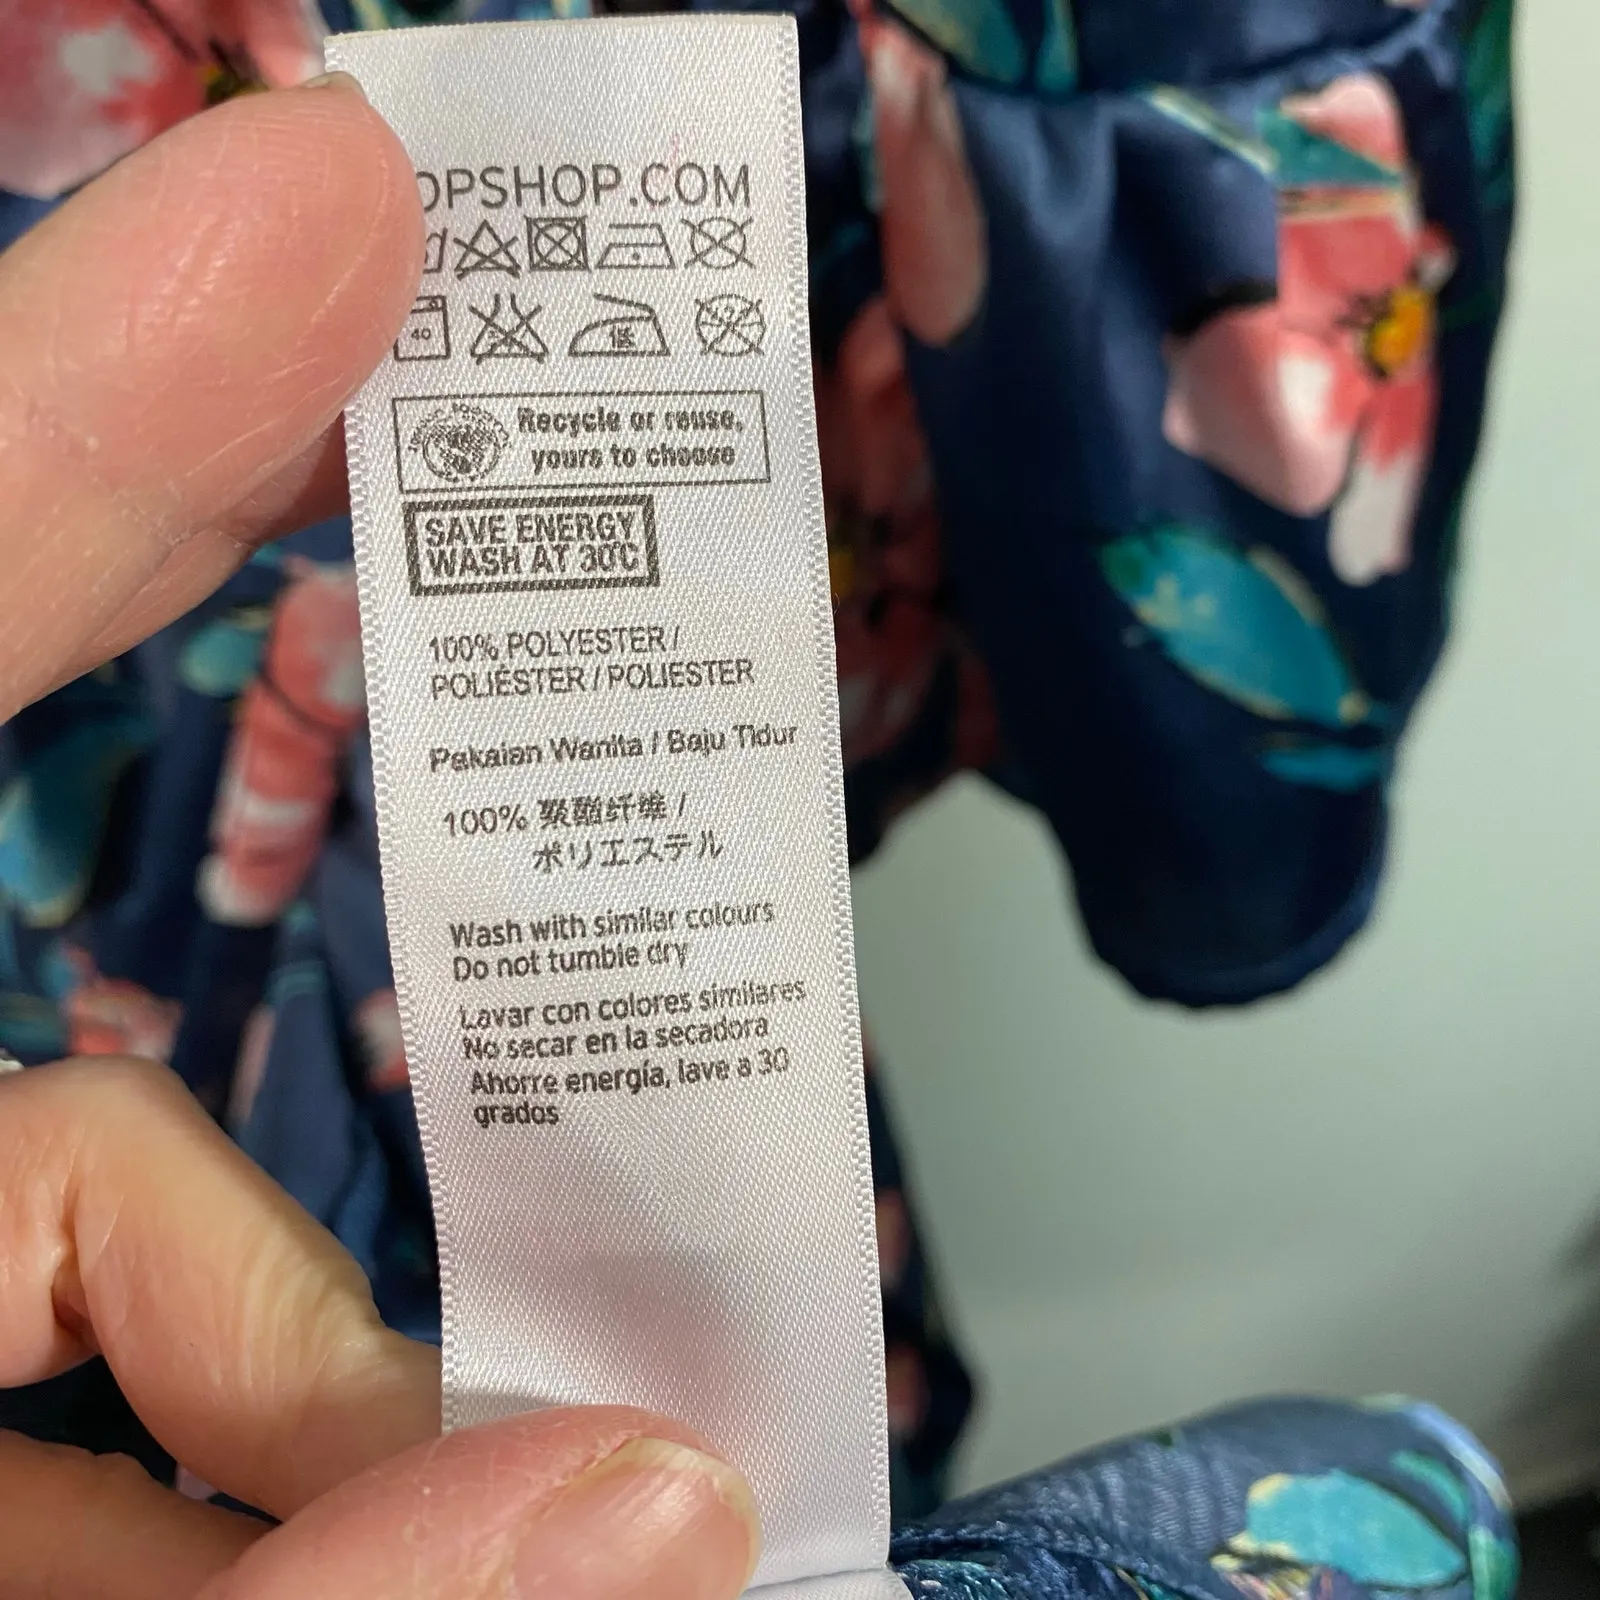 OPSHOP.COM
40
Recycle or reuse,
yours to choose
SAVE ENERGY
WASH AT 30°C
100% POLYESTER /
POLIÉSTER / POLIESTER
Pakaian Wanita / Baju Tidur
100% 聚酯纤维 /
ポリエステル
Wash with similar colours
Do not tumble dry
Lavar con colores similares
No secar en la secadora
Ahorre energía, lave a 30
grados